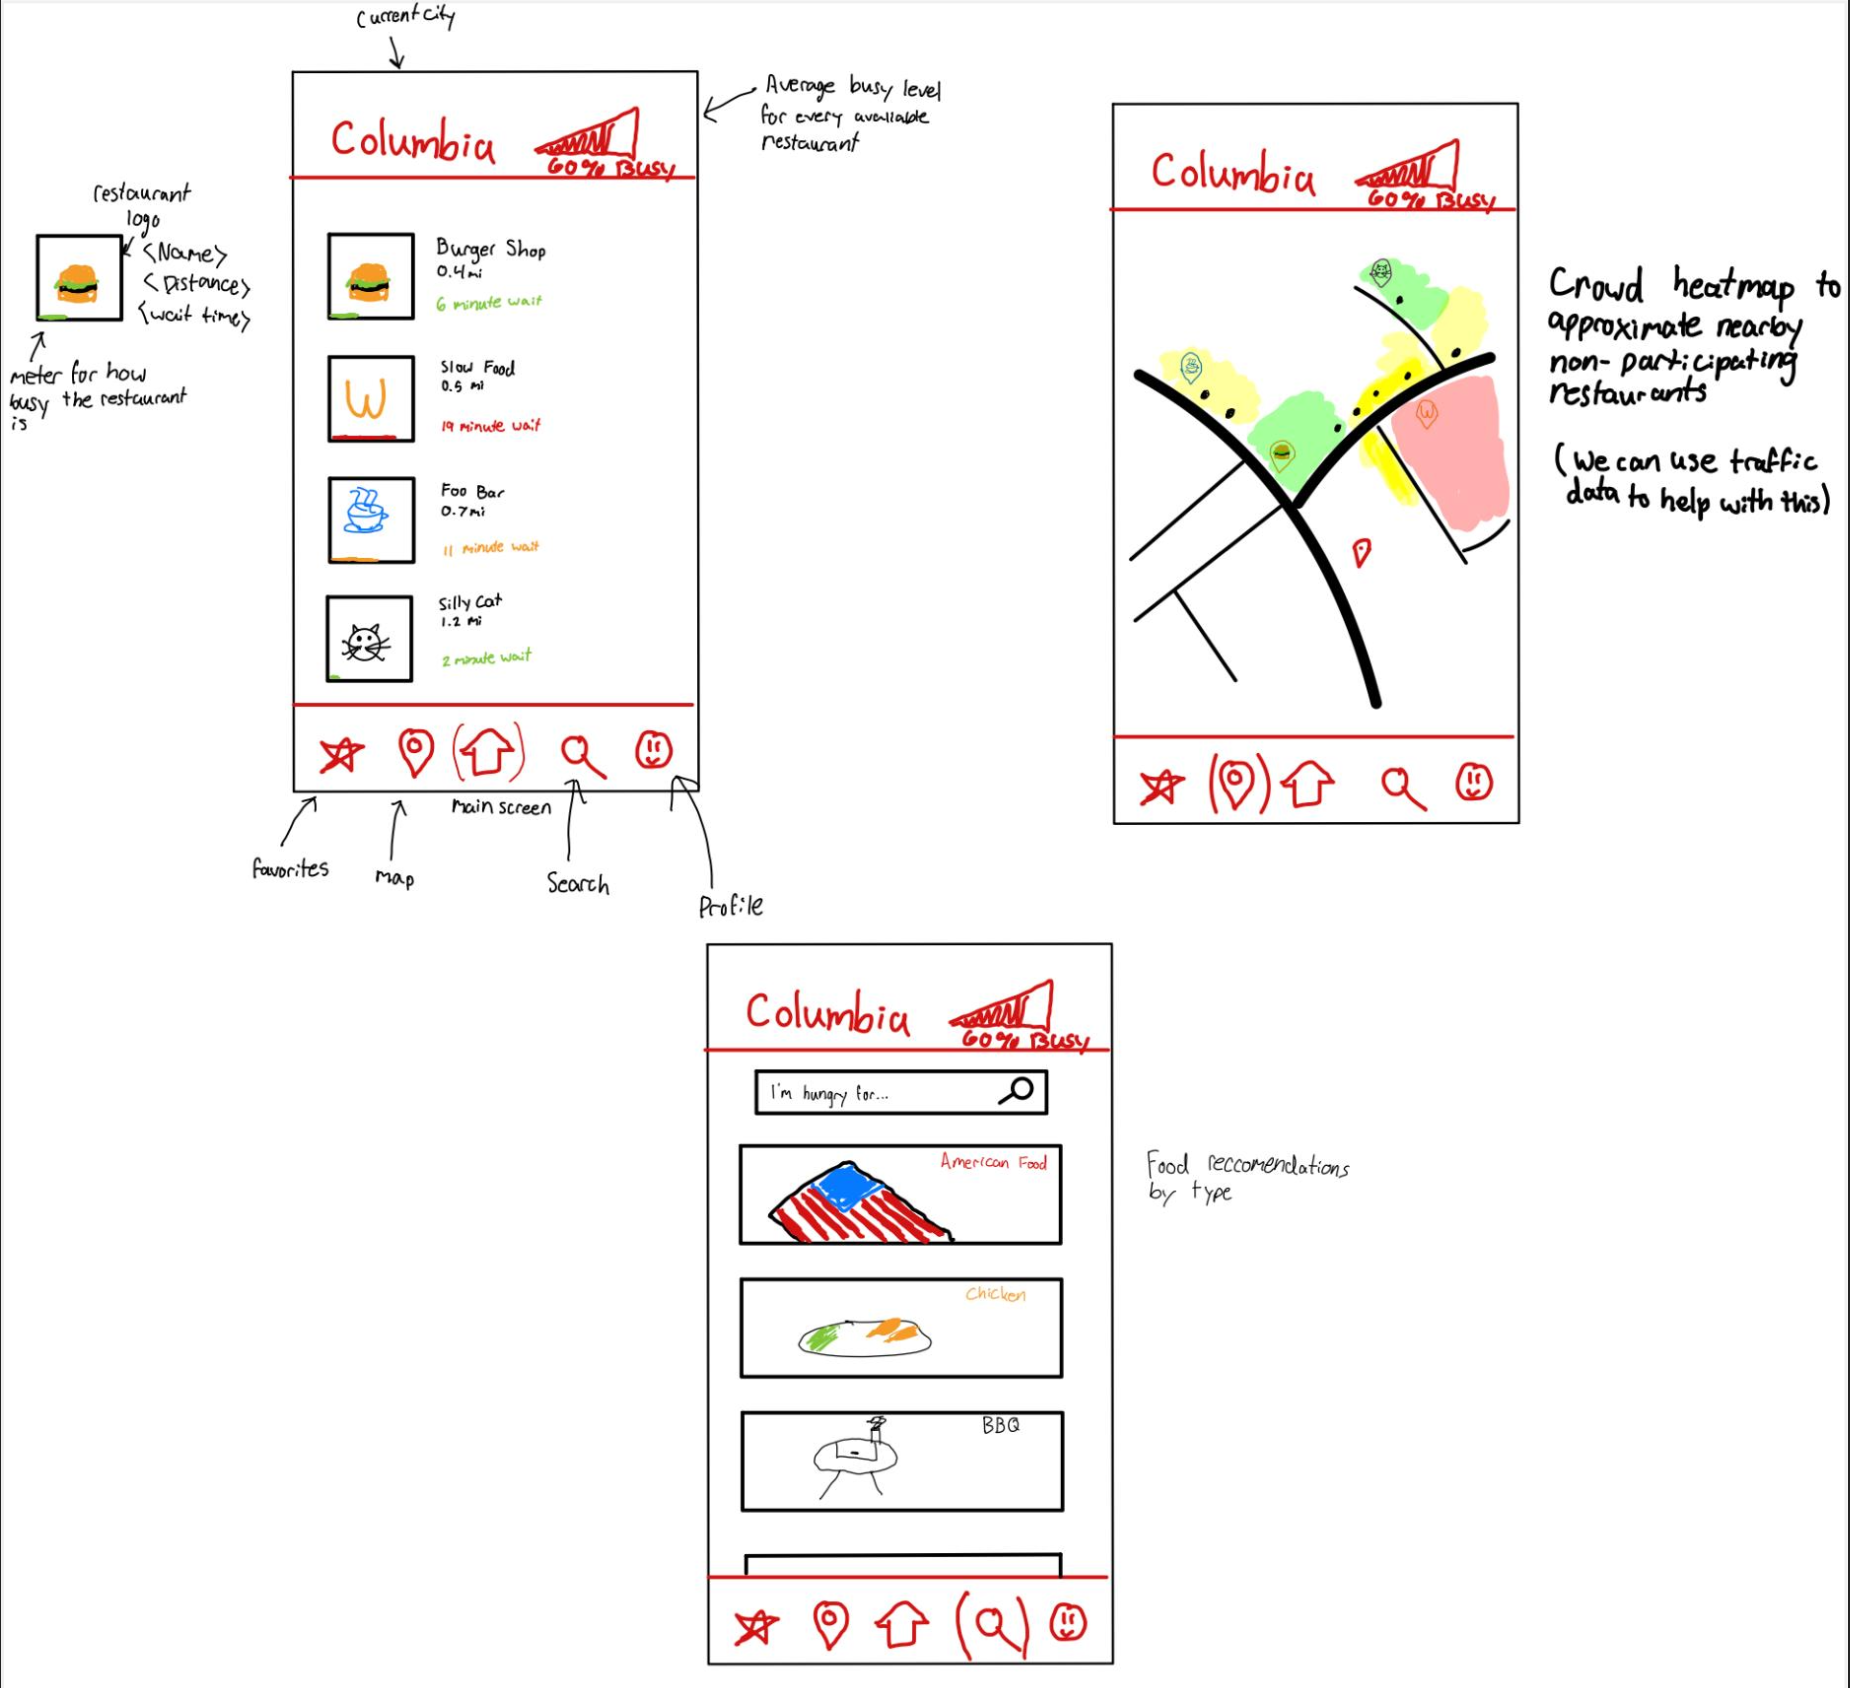 Current city
Columbia
60% Busy
Average busy level
for every available
restaurant
restaurant
logo
<Name>
<Distance>
<wait time>
meter for how
busy the restaurant
is
Burger Shop
0.4mi
6 minute wait
W
Slow Food
0.5 mi
19 minute wait
Foo Bar
0.7mi
11 minute wait
Silly Cat
1.2 mi
2 minute wait
Main screen
favorites
map
Search
Profile
Columbia
60% Busy
W
Crowd heatmap to
approximate nearby
non-participating
restaurants
(we can use traffic
data to help with this)
Columbia
60% Busy
I'm hungry for...
American Food
Chicken
BBQ
Food reccomendations
by type